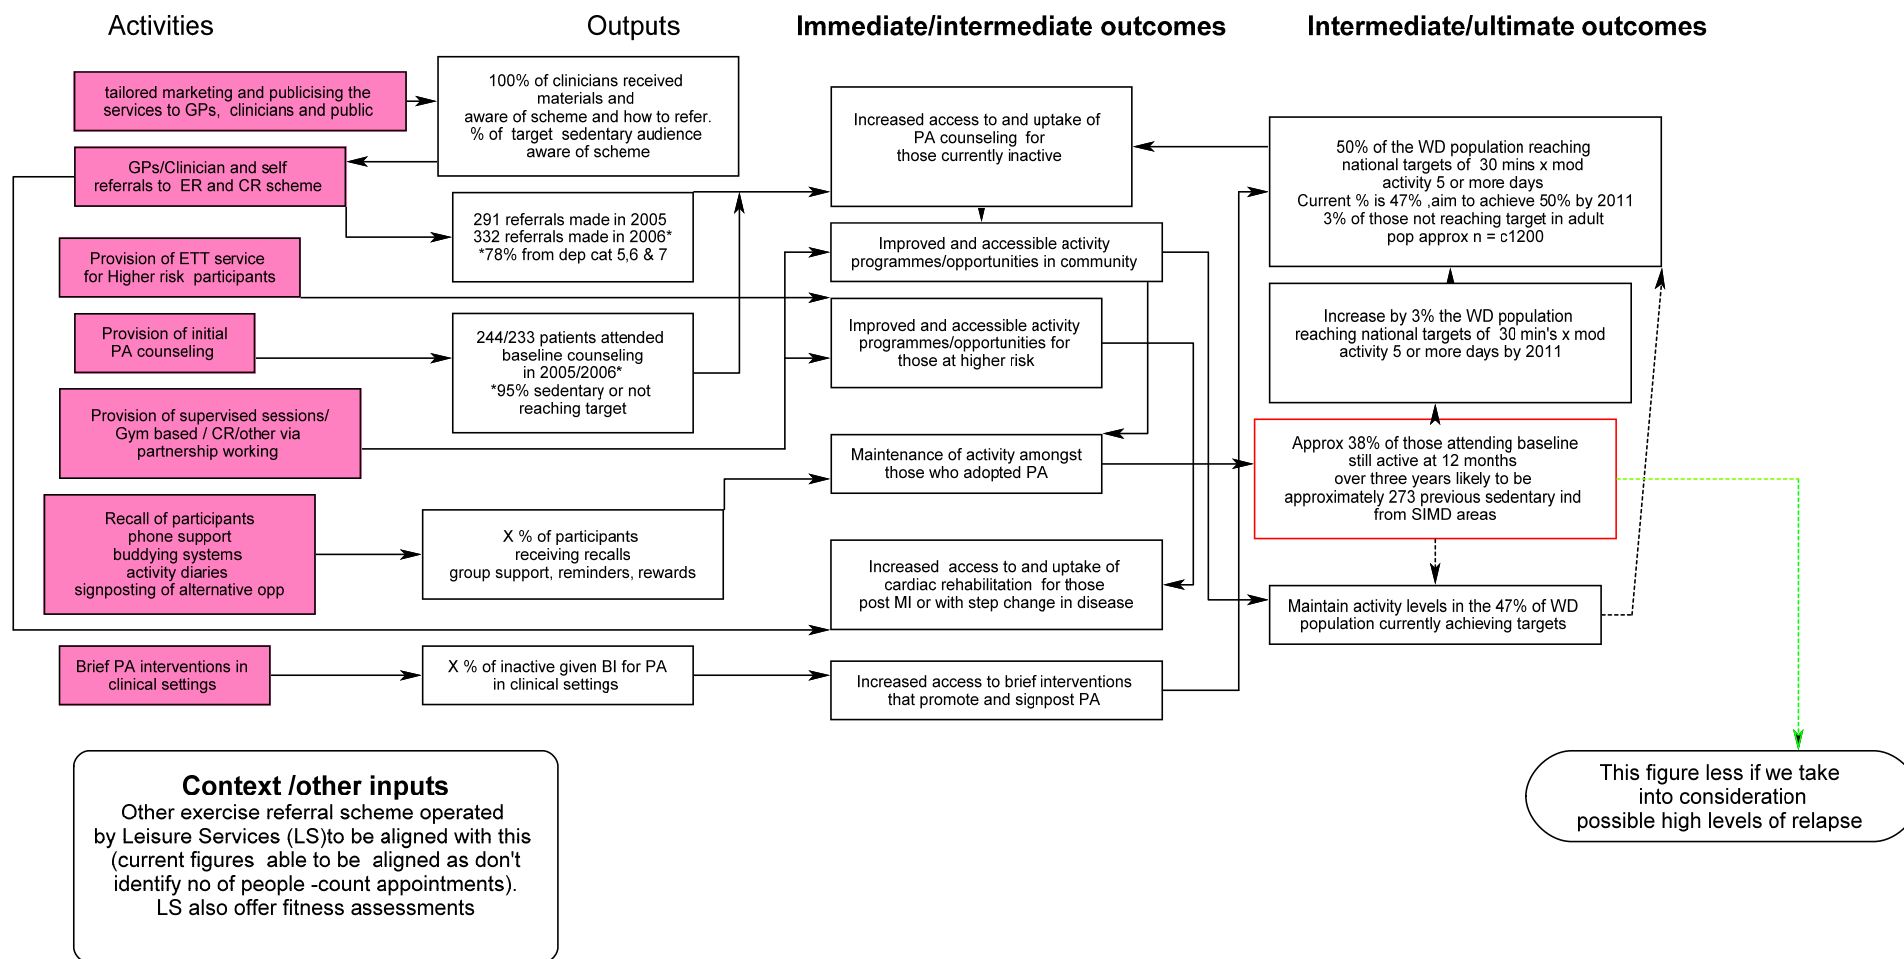 Activities
Outputs
Immediate/intermediate outcomes
Intermediate/ultimate outcomes
tailored marketing and publicising the
services to GPs, clinicians and public
GPs/Clinician and self
referrals to ER and CR scheme
Provision of ETT service
for Higher risk participants
Provision of initial
PA counseling
Provision of supervised sessions/
Gym based / CR/other via
partnership working
Recall of participants
phone support
buddying systems
activity diaries
signposting of alternative opp
Brief PA interventions in
clinical settings
100% of clinicians received
materials and
aware of scheme and how to refer.
% of target sedentary audience
aware of scheme
291 referrals made in 2005
332 referrals made in 2006*
*78% from dep cat 5,6 & 7
244/233 patients attended
baseline counseling
in 2005/2006*
*95% sedentary or not
reaching target
X % of participants
receiving recalls
group support, reminders, rewards
X % of inactive given BI for PA
in clinical settings
Increased access to and uptake of
PA counseling for
those currently inactive
Improved and accessible activity
programmes/opportunities in community
Improved and accessible activity
programmes/opportunities for
those at higher risk
Maintenance of activity amongst
those who adopted PA
Increased access to and uptake of
cardiac rehabilitation for those
post MI or with step change in disease
Increased access to brief interventions
that promote and signpost PA
50% of the WD population reaching
national targets of 30 mins x mod
activity 5 or more days
Current % is 47% ,aim to achieve 50% by 2011
3% of those not reaching target in adult
pop approx n = c1200
Increase by 3% the WD population
reaching national targets of 30 min's x mod
activity 5 or more days by 2011
Approx 38% of those attending baseline
still active at 12 months
over three years likely to be
approximately 273 previous sedentary ind
from SIMD areas
Maintain activity levels in the 47% of WD
population currently achieving targets
This figure less if we take
into consideration
possible high levels of relapse
Context /other inputs
Other exercise referral scheme operated
by Leisure Services (LS)to be aligned with this
(current figures able to be aligned as don't
identify no of people -count appointments).
LS also offer fitness assessments